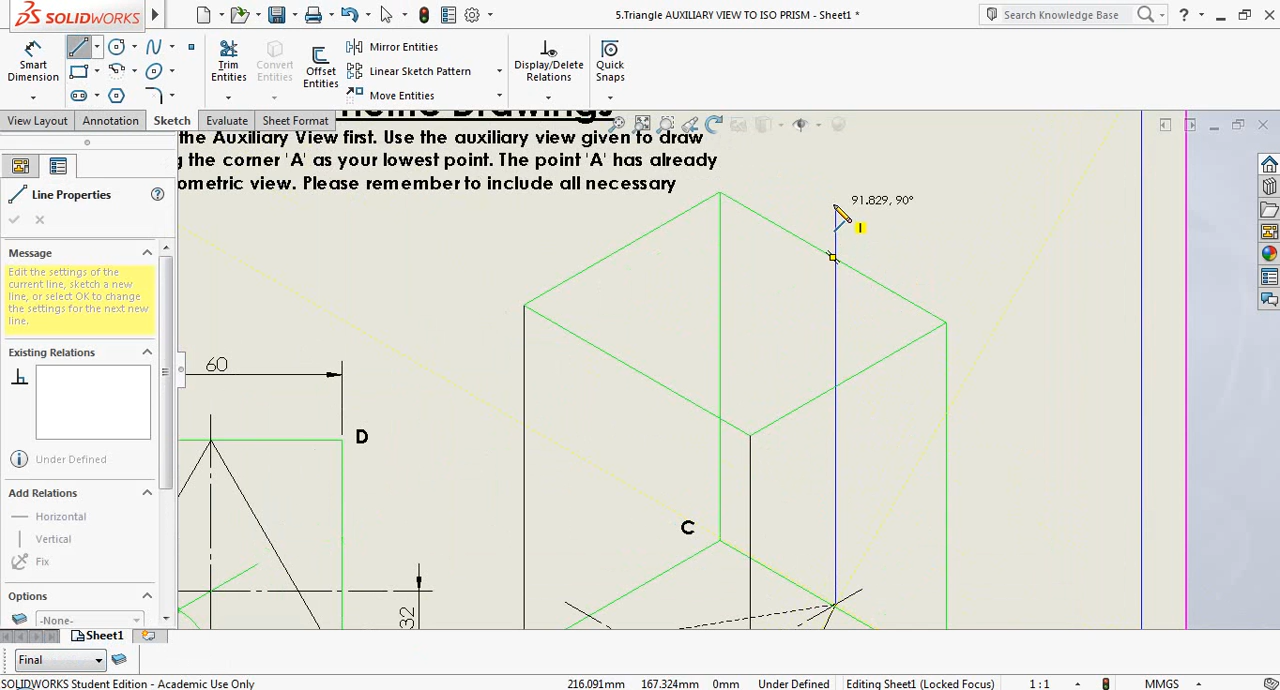 SOLIDWORKS
5.Triangle AUXILIARY VIEW TO ISO PRISM - Sheet1 *
Search Knowledge Base
?
Smart
Dimension
Trim
Entities
Convert
Entities
Offset
Entities
Mirror Entities
Linear Sketch Pattern
Move Entities
Display/Delete
Relations
Quick
Snaps
View Layout
Annotation
Sketch
Evaluate
Sheet Format
the Auxiliary View first. Use the auxiliary view given to draw
the corner 'A' as your lowest point. The point 'A' has already
ometric view. Please remember to include all necessary
Line Properties
?
Message
Edit the settings of the
current line, sketch a new
line, or select OK to change
the settings for the next new
line.
Existing Relations
Under Defined
Add Relations
Horizontal
Vertical
Fix
Options
-None-
91.829, 90°
60
D
C
32
Sheet1
Final
SOLIDWORKS Student Edition - Academic Use Only
216.091mm
167.324mm
0mm
Under Defined
Editing Sheet1 (Locked Focus)
1 : 1
MMGS